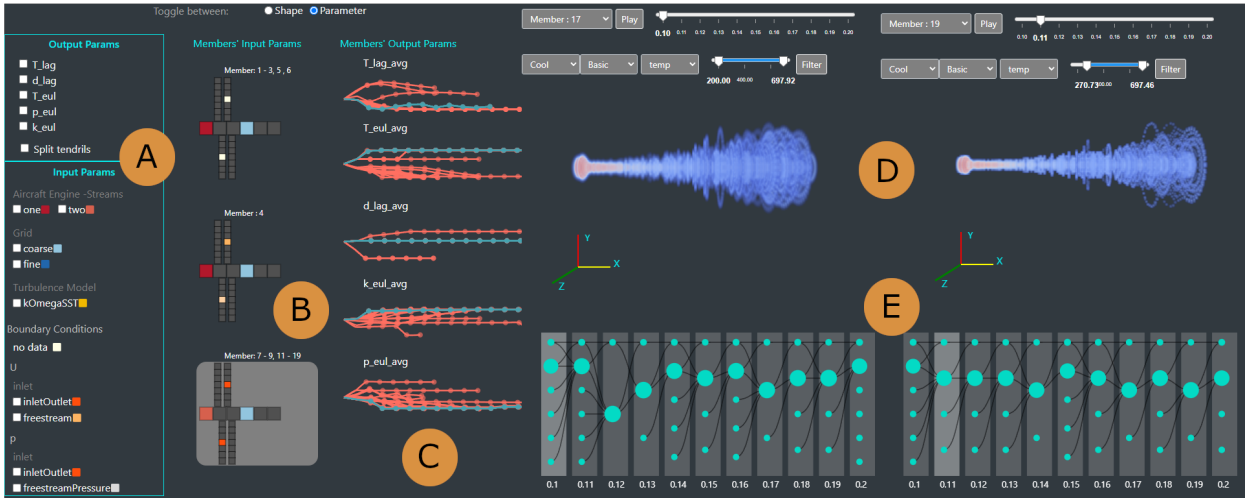 Toggle between: Shape Parameter
Output Params
T_lag
d_lag
T_eul
p_eul
k_eul
Split tendrils
A
Input Params
Aircraft Engine -Streams
one two
Grid
coarse
fine
Turbulence Model
kOmegaSST
Boundary Conditions
no data
U
inlet
inletOutlet
freestream
p
inlet
inletOutlet
freestreamPressure
Members' Input Params
Member: 1 - 3, 5 , 6
Member : 4
B
Member: 7 - 9, 11 - 19
Members' Output Params
T_lag_avg
T_eul_avg
d_lag_avg
k_eul_avg
p_eul_avg
C
Member : 17 Play
0.10 0.11 0.12 0.13 0.14 0.15 0.16 0.17 0.18 0.19 0.20
Cool Basic temp Filter
200.00 400.00 697.92
Member : 19 Play
0.10 0.11 0.12 0.13 0.14 0.15 0.16 0.17 0.18 0.19 0.20
Cool Basic temp Filter
270.73 697.46
D
Y
X
Z
Y
X
Z
E
0.1 0.11 0.12 0.13 0.14 0.15 0.16 0.17 0.18 0.19 0.2
0.1 0.11 0.12 0.13 0.14 0.15 0.16 0.17 0.18 0.19 0.2